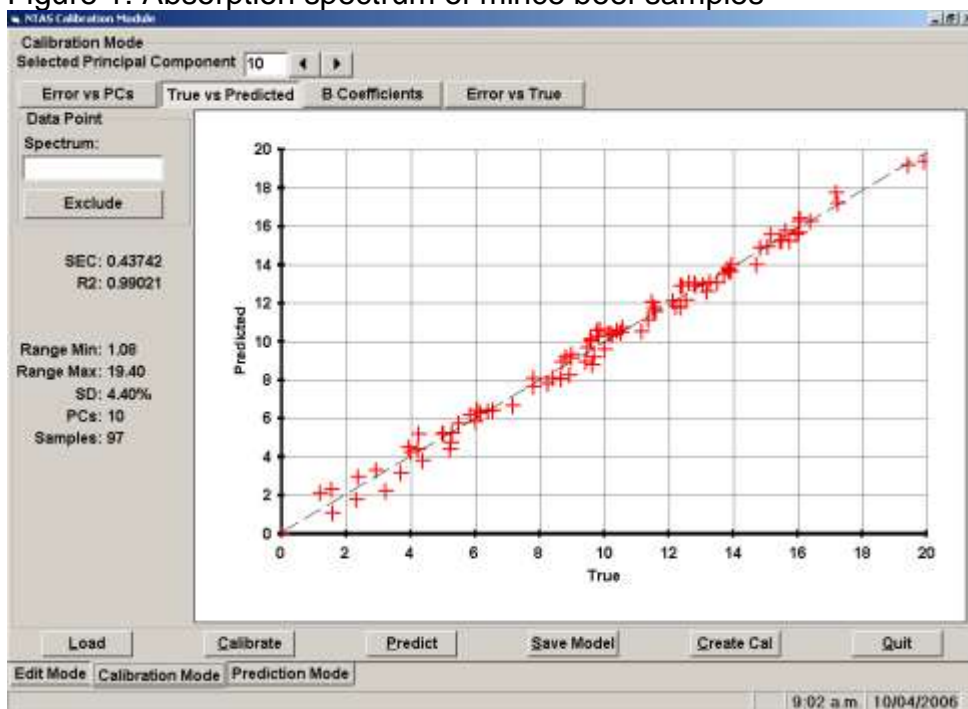 Figure 1: Absorption spectrum of mince beef samples
NTAS Calibration Module
Calibration Mode
Selected Principal Component 10
Error vs PCs True vs Predicted B Coefficients Error vs True
Data Point
Spectrum:
Exclude
SEC: 0.43742
R2: 0.99021
Range Min: 1.08
Range Max: 19.40
SD: 4.40%
PCs: 10
Samples: 97
20
18
16
14
12
10
8
6
4
2
0
Predicted
0 2 4 6 8 10 12 14 16 18 20
True
Load Calibrate Predict Save Model Create Cal Quit
Edit Mode Calibration Mode Prediction Mode
9:02 a.m. 10/04/2006